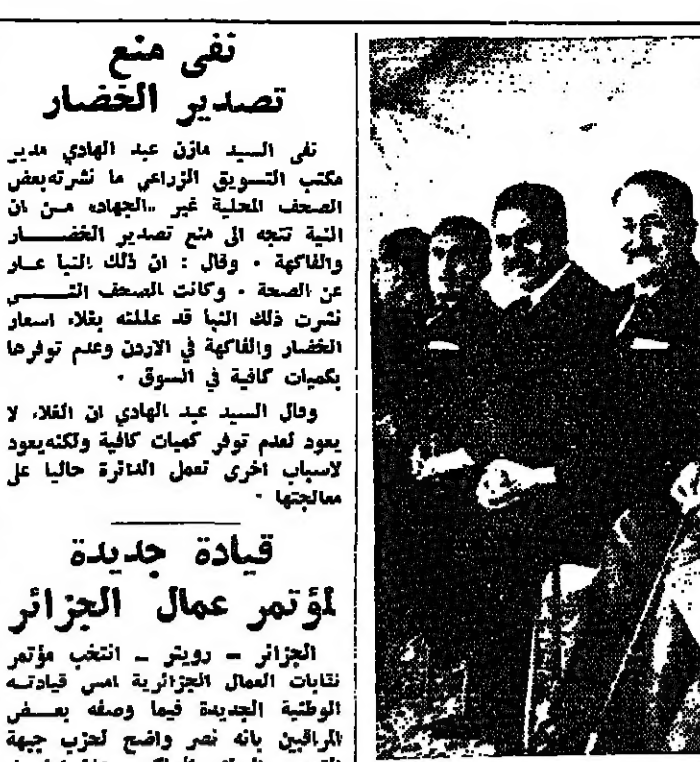 نفى منع
تصدير الخضار
نفى السيد مازن عبد الهادي مدير
مكتب التسويق الزراعي ما نشرته بعض
الصحف المحلية غير «الجهاد» من ان
النية تتجه الى منع تصدير الخضار
والفاكهة . وقال : ان ذلك النبا عار
عن الصحة . وكانت الصحف التي
نشرت ذلك النبا قد عللته بغلاء اسعار
الخضار والفاكهة في الاردن وعدم توفرها
بكميات كافية في السوق .
وقال السيد عبد الهادي ان الغلاء لا
يعود لعدم توفر كميات كافية ولكنه يعود
لاسباب اخرى تعمل الدائرة حاليا على
معالجتها .
قيادة جديدة
لمؤتمر عمال الجزائر
الجزائر - رويتر - انتخب مؤتمر
نقابات العمال الجزائرية امس قيادته
الوطنية الجديدة فيما وصفه بعض
المراقبين بانه نصر واضح لحزب جبهة